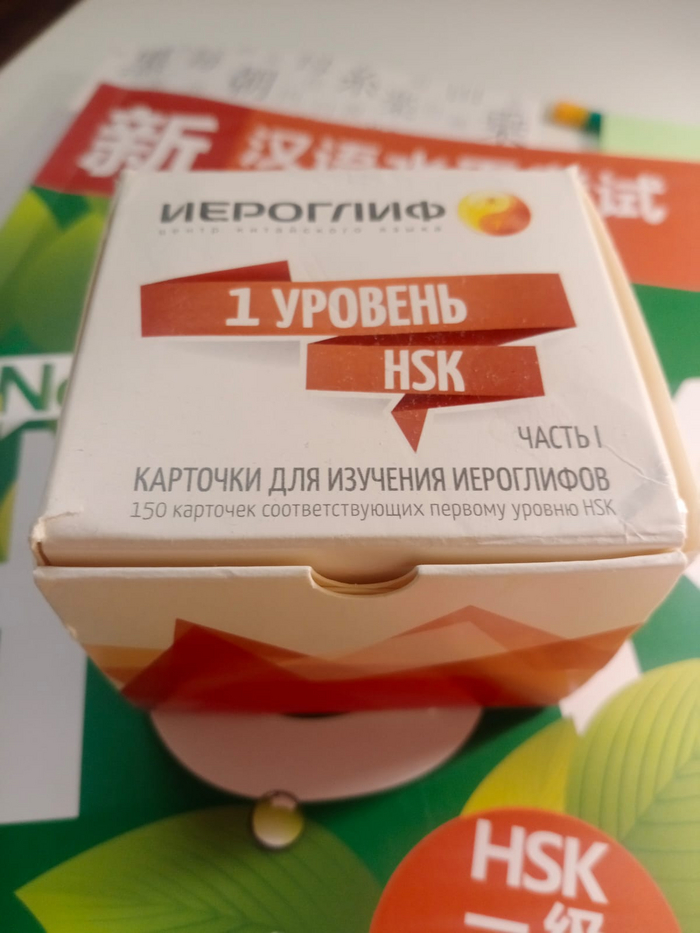 新 汉语水平考试
ИЕРОГЛИФ
центр китайского языка
1 УРОВЕНЬ
HSK
ЧАСТЬ I
КАРТОЧКИ ДЛЯ ИЗУЧЕНИЯ ИЕРОГЛИФОВ
150 карточек соответствующих первому уровню HSK
HSK